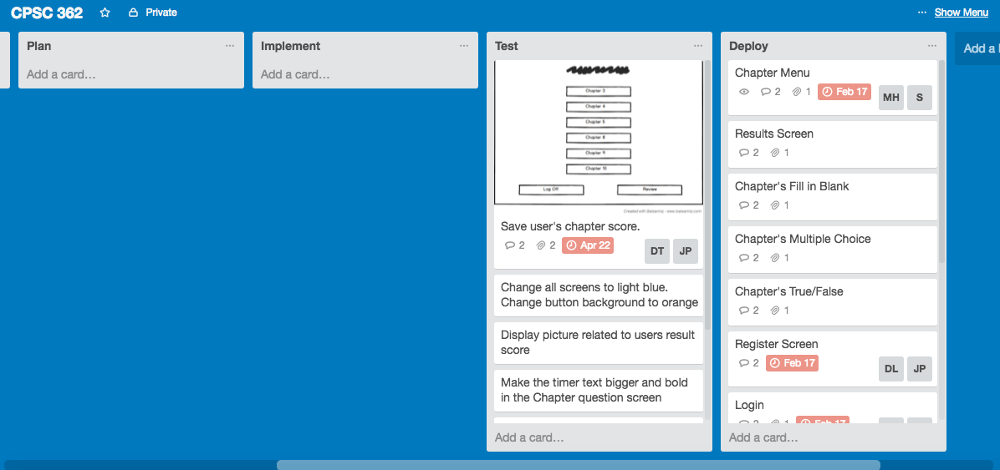 CPSC 362
Private
... Show Menu
Plan ...
Add a card...
Implement ...
Add a card...
Test ...
Chapter 3
Chapter 4
Chapter 5
Chapter 8
Chapter 9
Chapter 10
Log Off Review
Created with Balsamiq - www.balsamiq.com
Save user's chapter score.
2 2 Apr 22 DT JP
Change all screens to light blue.
Change button background to orange
Display picture related to users result
score
Make the timer text bigger and bold
in the Chapter question screen
Add a card...
Deploy ...
Chapter Menu
2 1 Feb 17 MH S
Results Screen
2 1
Chapter's Fill in Blank
2 1
Chapter's Multiple Choice
2 1
Chapter's True/False
2 1
Register Screen
2 Feb 17 DL JP
Login
2 1 Feb 17
Add a card...
Add a